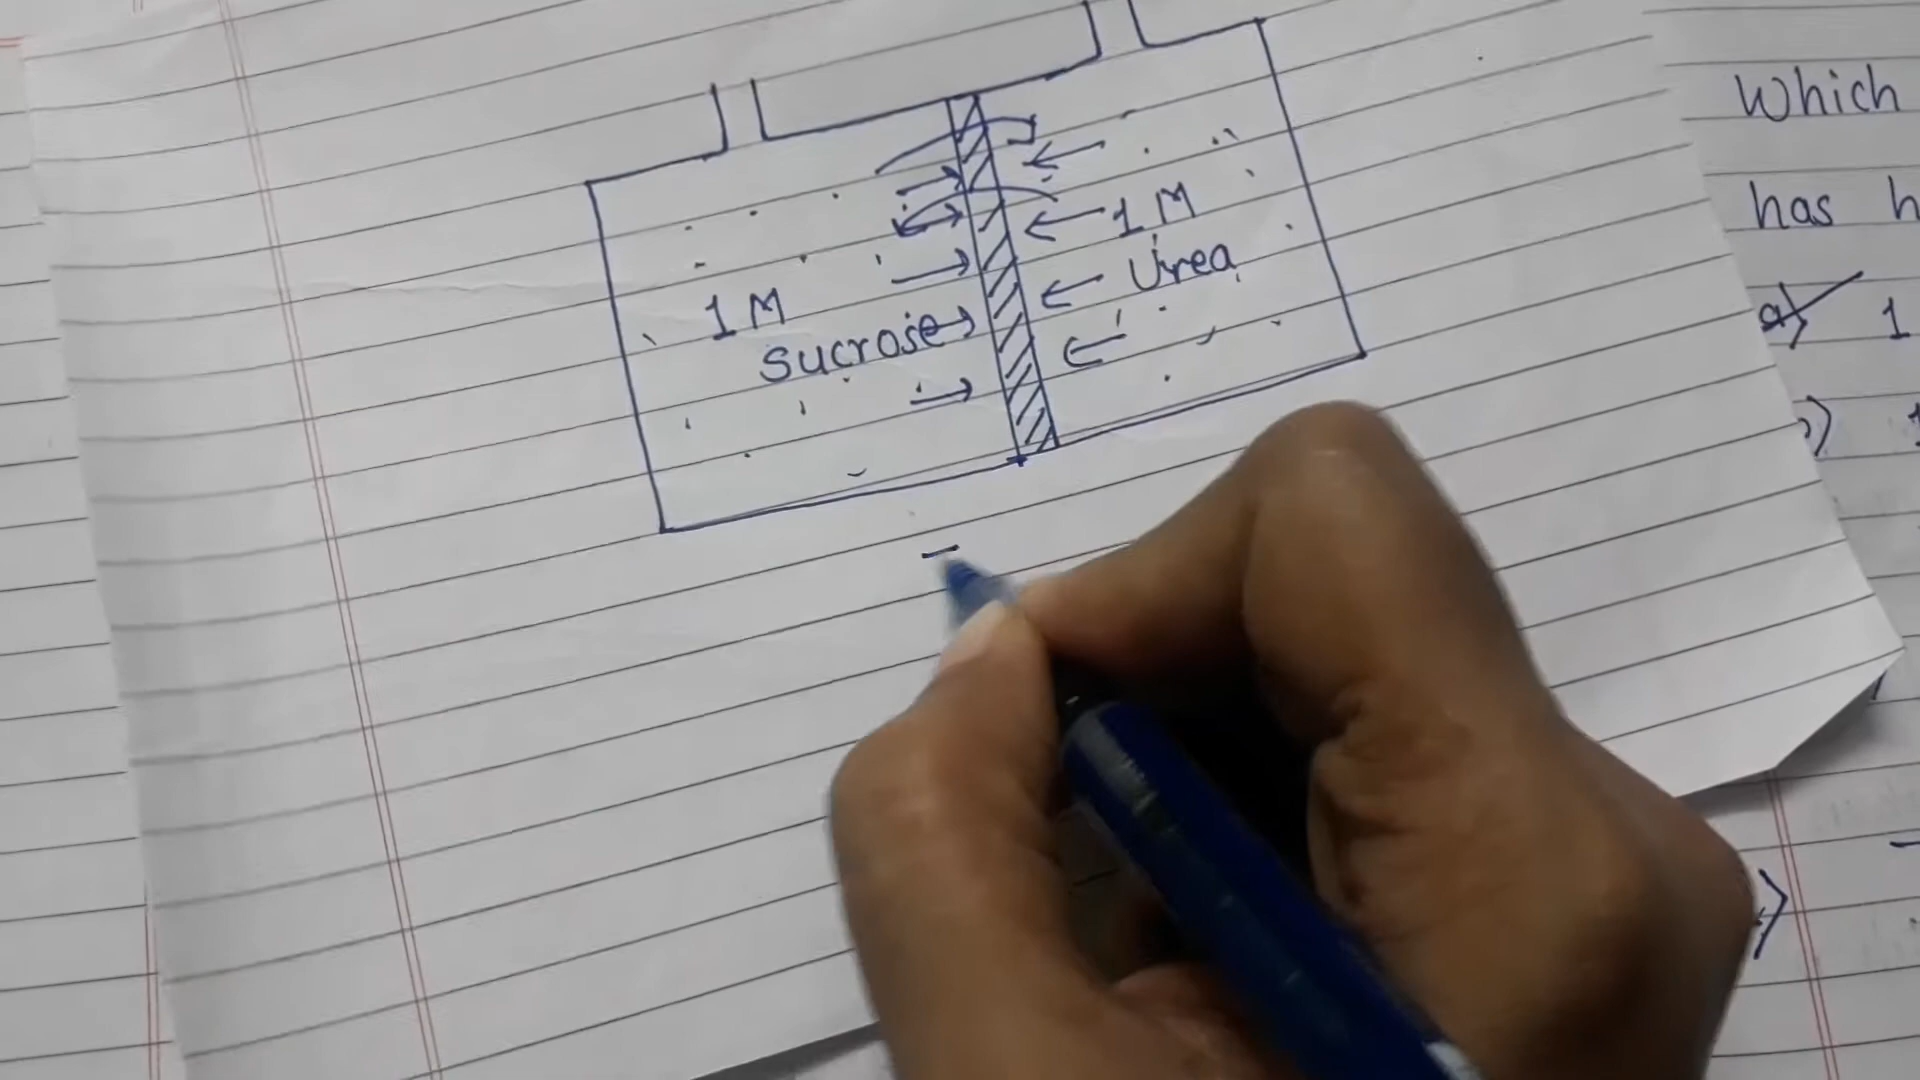 1 M
Sucrose
1 M
Urea
Which
has h
a) 1